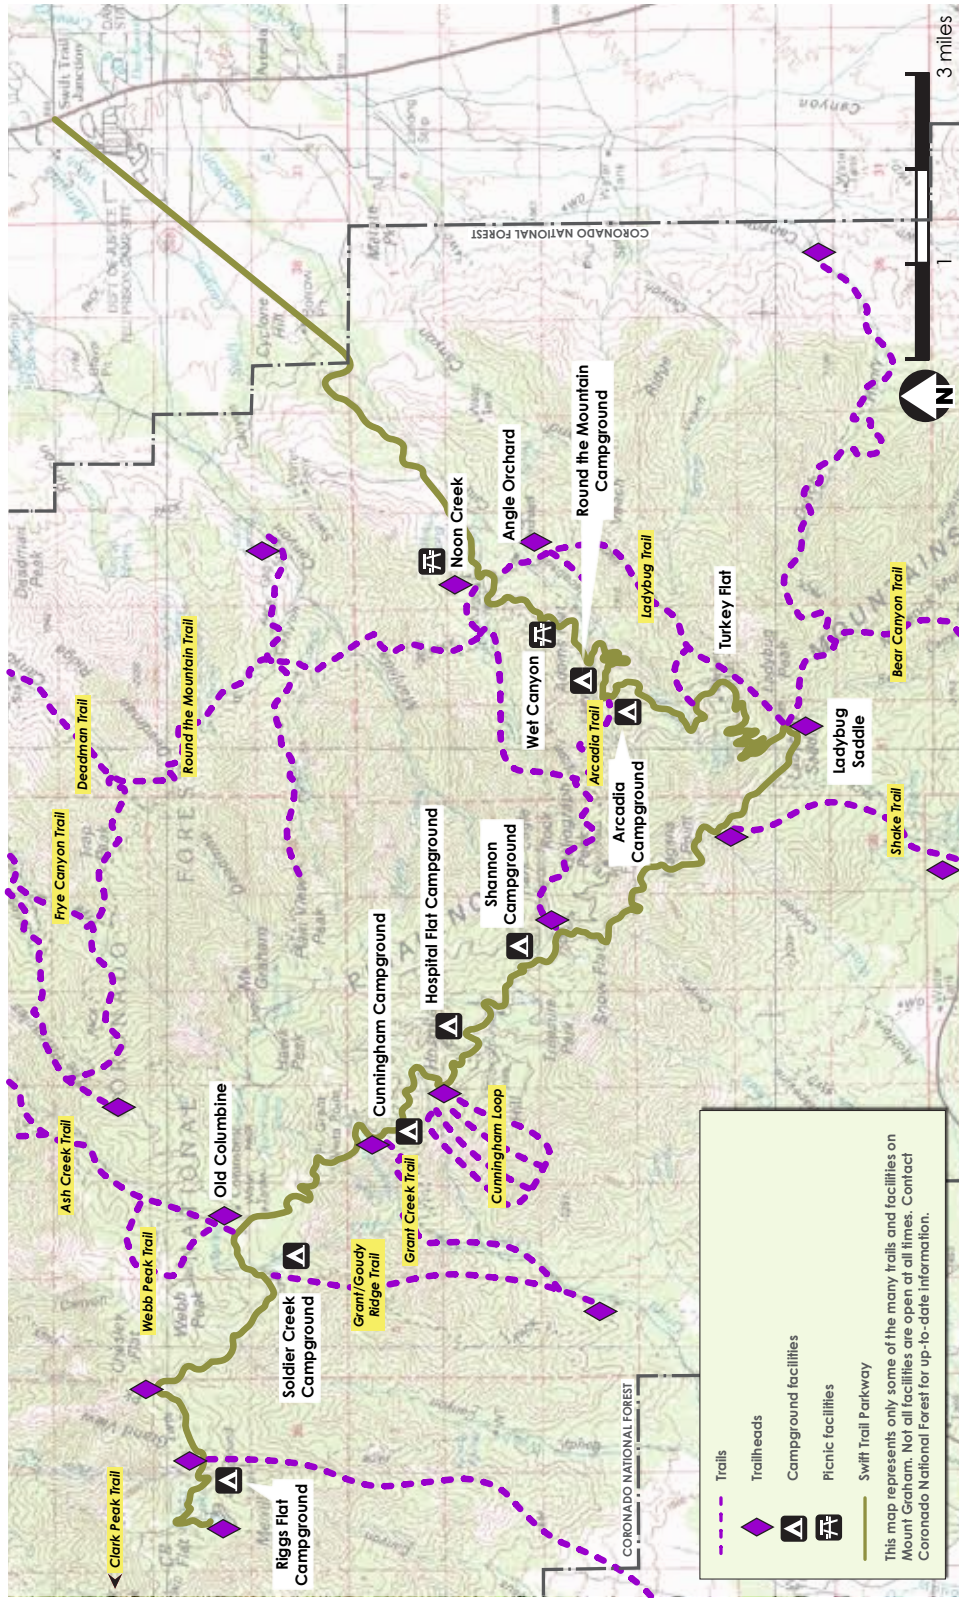 Clark Peak Trail
Riggs Flat
Campground
Webb Peak Trail
Ash Creek Trail
Old Columbine
Soldier Creek
Campground
Grant/Goudy
Ridge Trail
Grant Creek Trail
Cunningham Loop
Cunningham Campground
Hospital Flat Campground
Shannon
Campground
Frye Canyon Trail
Deadman Trail
Round the Mountain Trail
Arcadia
Campground
Arcadia Trail
Wet Canyon
Noon Creek
Angle Orchard
Round the Mountain
Campground
Ladybug Trail
Turkey Flat
Ladybug
Saddle
Shake Trail
Bear Canyon Trail
Swift Trail
Junction
Artesia
CORONADO NATIONAL FOREST
CORONADO NATIONAL FOREST
N
1
3 miles
Trails
Trailheads
Campground facilities
Picnic facilities
Swift Trail Parkway
This map represents only some of the many trails and facilities on
Mount Graham. Not all facilities are open at all times. Contact
Coronado National Forest for up-to-date information.